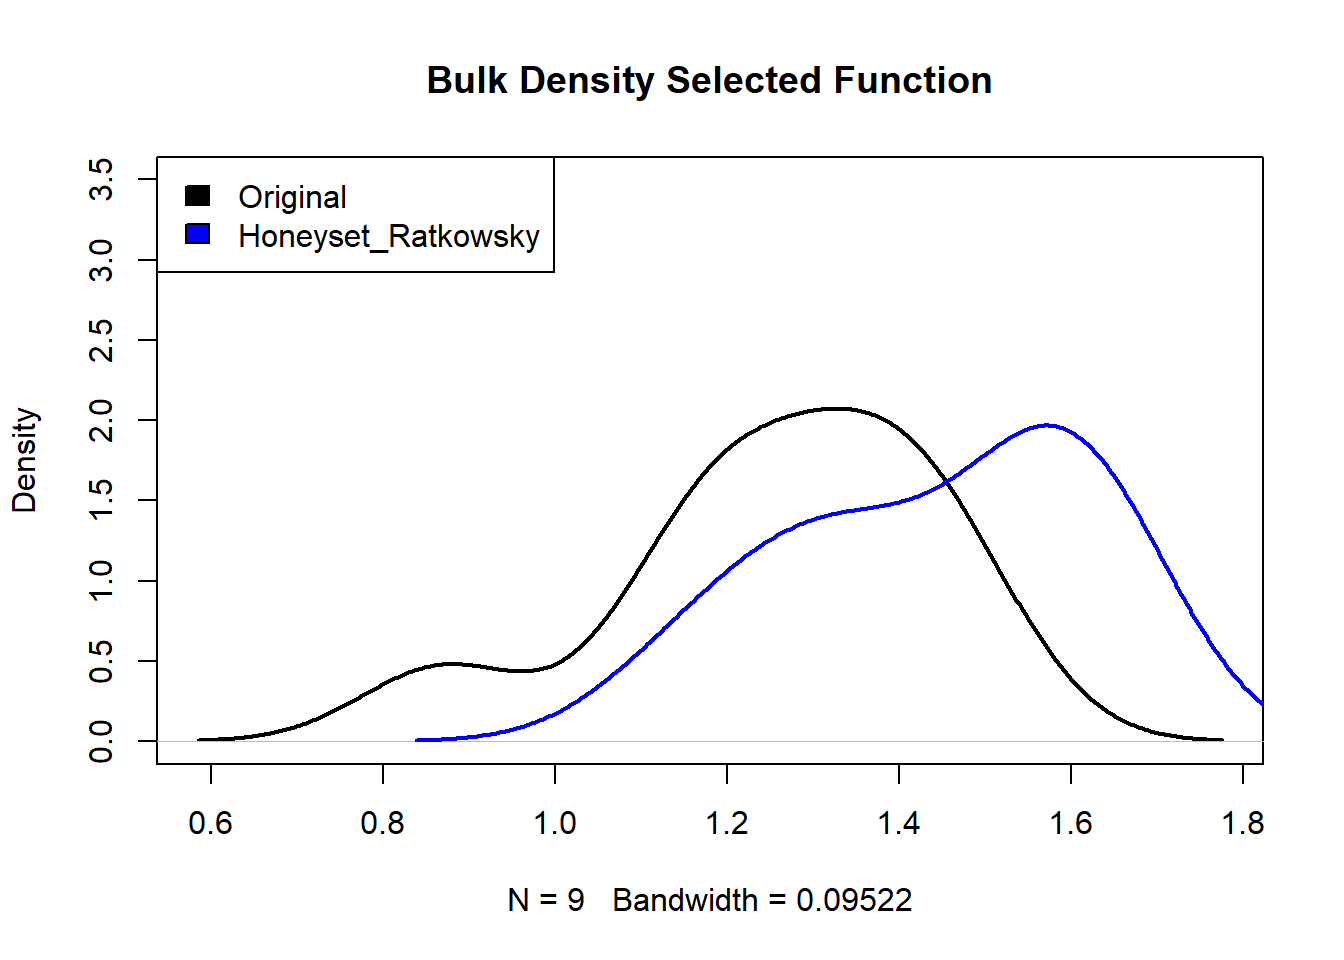 Bulk Density Selected Function
Original
Honeyset_Ratkowsky
Density
3.5
3.0
2.5
2.0
1.5
1.0
0.5
0.0
0.6 0.8 1.0 1.2 1.4 1.6 1.8
N = 9 Bandwidth = 0.09522